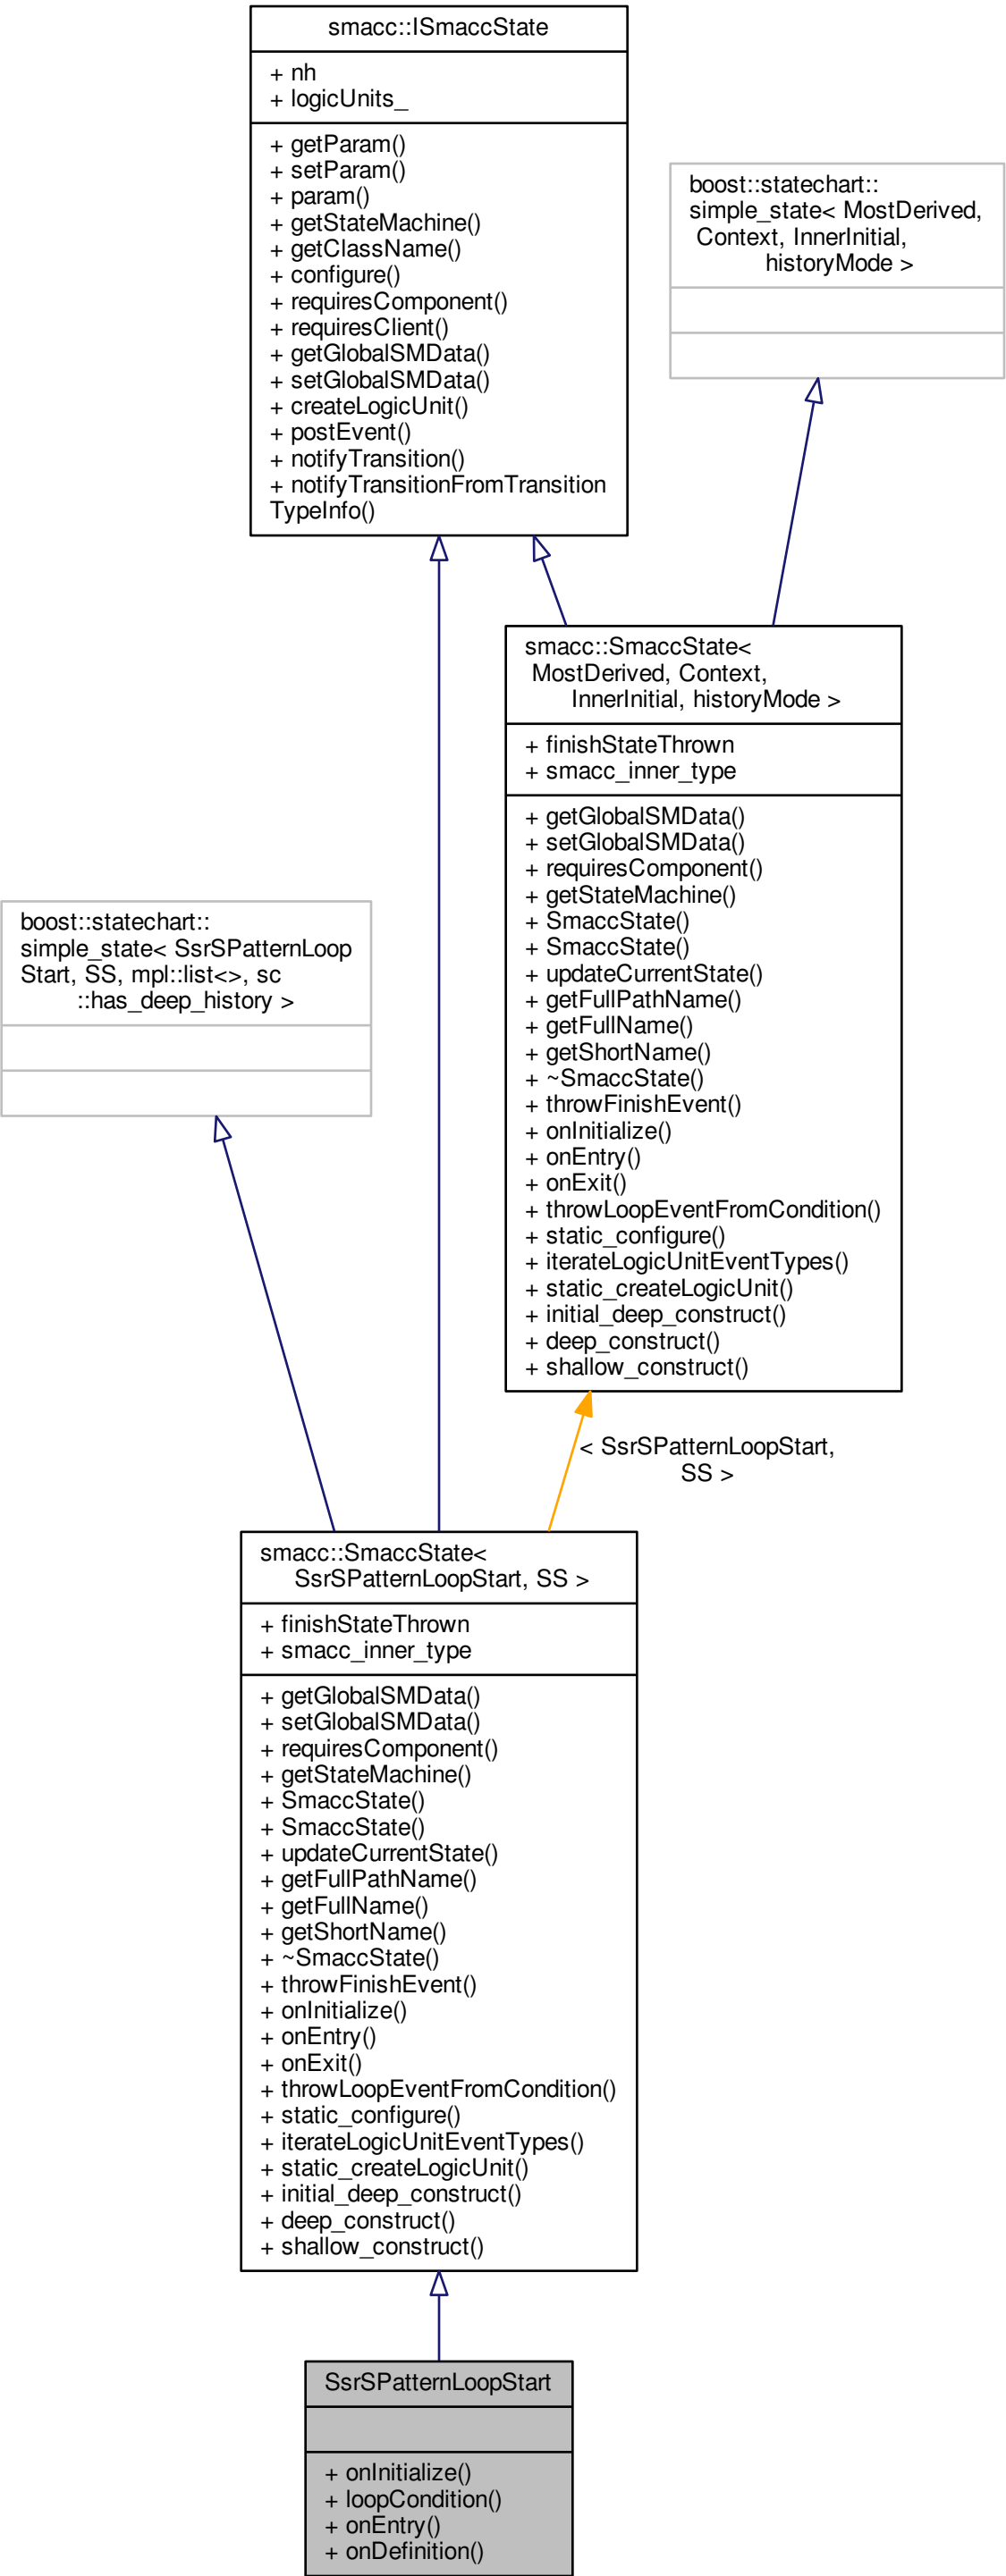 smacc::ISmaccState
+ nh
+ logicUnits_
+ getParam()
+ setParam()
+ param()
+ getStateMachine()
+ getClassName()
+ configure()
+ requiresComponent()
+ requiresClient()
+ getGlobalSMData()
+ setGlobalSMData()
+ createLogicUnit()
+ postEvent()
+ notifyTransition()
+ notifyTransitionFromTransition
TypeInfo()
boost::statechart::
simple_state< MostDerived,
Context, InnerInitial,
historyMode >
smacc::SmaccState<
MostDerived, Context,
InnerInitial, historyMode >
+ finishStateThrown
+ smacc_inner_type
+ getGlobalSMData()
+ setGlobalSMData()
+ requiresComponent()
+ getStateMachine()
+ SmaccState()
+ SmaccState()
+ updateCurrentState()
+ getFullPathName()
+ getFullName()
+ getShortName()
+ ~SmaccState()
+ throwFinishEvent()
+ onInitialize()
+ onEntry()
+ onExit()
+ throwLoopEventFromCondition()
+ static_configure()
+ iterateLogicUnitEventTypes()
+ static_createLogicUnit()
+ initial_deep_construct()
+ deep_construct()
+ shallow_construct()
boost::statechart::
simple_state< SsrSPatternLoop
Start, SS, mpl::list<>, sc
::has_deep_history >
< SsrSPatternLoopStart,
SS >
smacc::SmaccState<
SsrSPatternLoopStart, SS >
+ finishStateThrown
+ smacc_inner_type
+ getGlobalSMData()
+ setGlobalSMData()
+ requiresComponent()
+ getStateMachine()
+ SmaccState()
+ SmaccState()
+ updateCurrentState()
+ getFullPathName()
+ getFullName()
+ getShortName()
+ ~SmaccState()
+ throwFinishEvent()
+ onInitialize()
+ onEntry()
+ onExit()
+ throwLoopEventFromCondition()
+ static_configure()
+ iterateLogicUnitEventTypes()
+ static_createLogicUnit()
+ initial_deep_construct()
+ deep_construct()
+ shallow_construct()
SsrSPatternLoopStart
+ onInitialize()
+ loopCondition()
+ onEntry()
+ onDefinition()